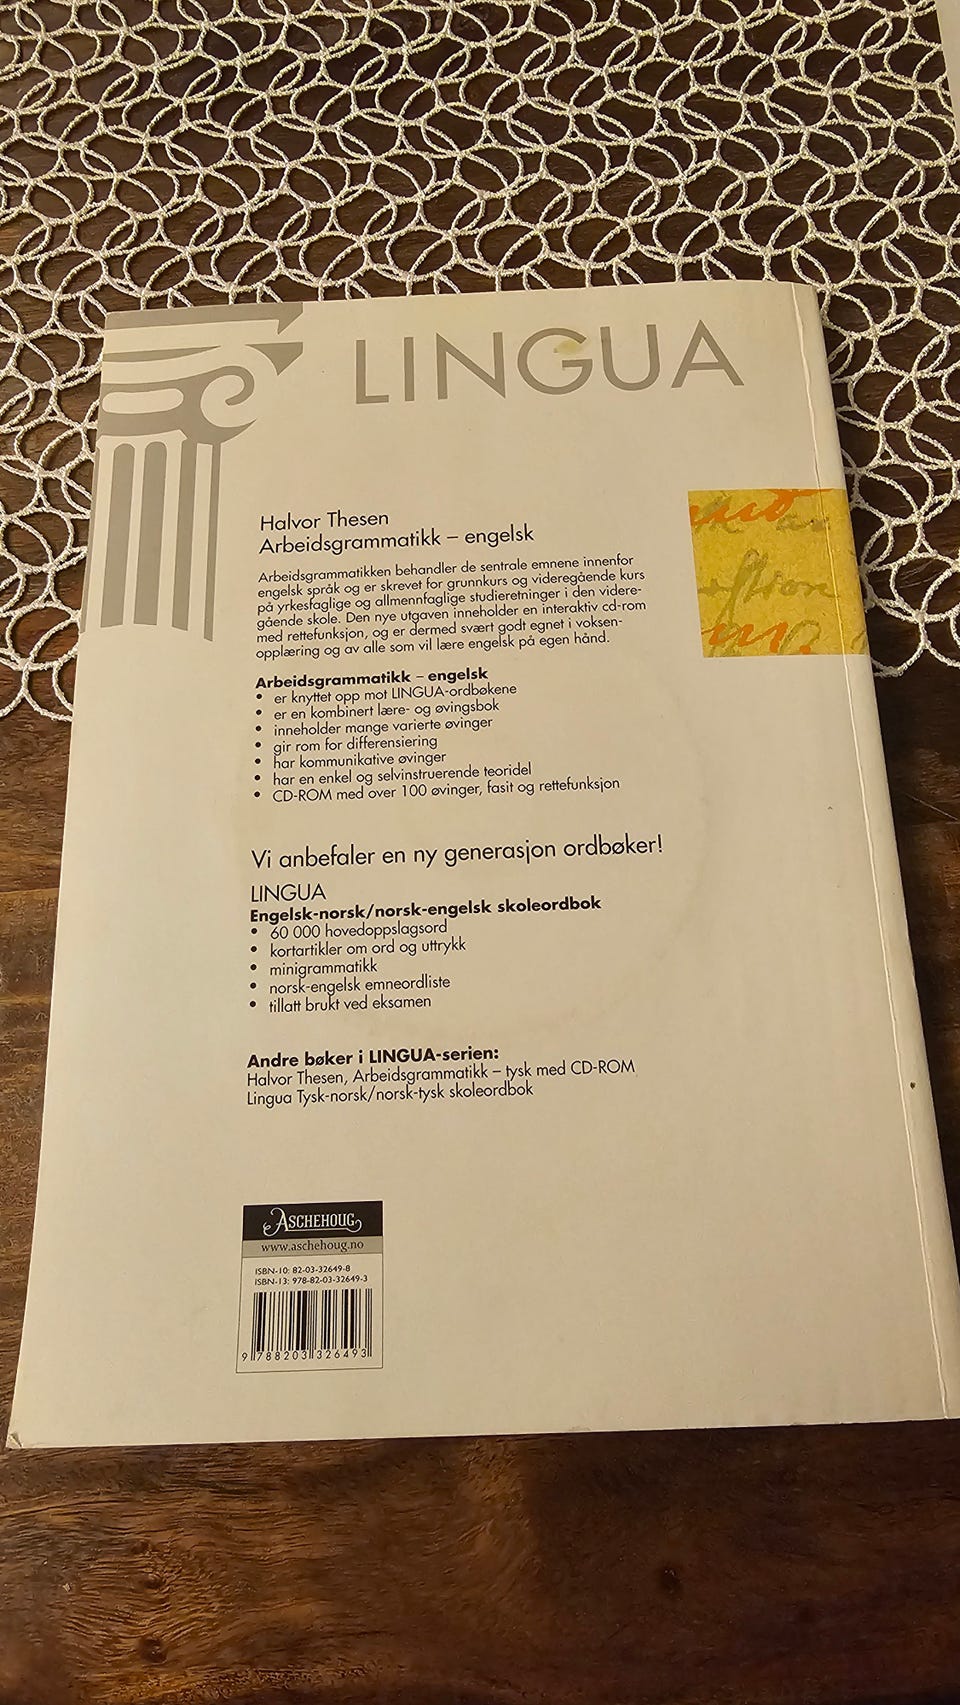 LINGUA
Halvor Thesen
Arbeidsgrammatikk – engelsk
Arbeidsgrammatikken behandler de sentrale emnene innenfor
engelsk språk og er skrevet for grunnkurs og videregående kurs
på yrkesfaglige og allmennfaglige studieretninger i den videre-
gående skole. Den nye utgaven inneholder en interaktiv cd-rom
med rettefunksjon, og er dermed svært godt egnet i voksen-
opplæring og av alle som vil lære engelsk på egen hånd.
Arbeidsgrammatikk – engelsk
• er knyttet opp mot LINGUA-ordbøkene
• er en kombinert lære- og øvingsbok
• inneholder mange varierte øvinger
• gir rom for differensiering
• har kommunikative øvinger
• har en enkel og selvinstruerende teoridel
• CD-ROM med over 100 øvinger, fasit og rettefunksjon
Vi anbefaler en ny generasjon ordbøker!
LINGUA
Engelsk-norsk/norsk-engelsk skoleordbok
• 60 000 hovedoppslagsord
• kortartikler om ord og uttrykk
• minigrammatikk
• norsk-engelsk emneordliste
• tillatt brukt ved eksamen
Andre bøker i LINGUA-serien:
Halvor Thesen, Arbeidsgrammatikk – tysk med CD-ROM
Lingua Tysk-norsk/norsk-tysk skoleordbok
ASCHEHOUG
www.aschehoug.no
ISBN-10: 82-03-32649-8
ISBN-13: 978-82-03-32649-3
9 788203 326493